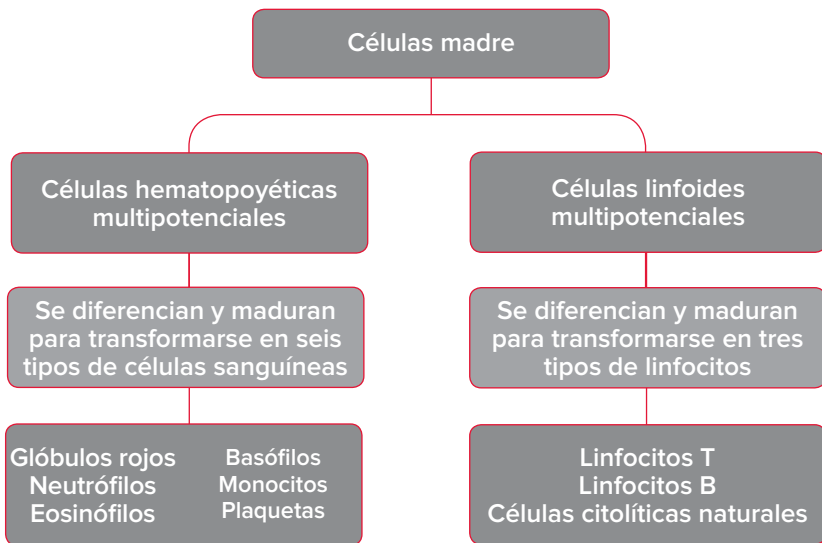 Células madre
Células hematopoyéticas
multipotenciales
Células linfoides
multipotenciales
Se diferencian y maduran
para transformarse en seis
tipos de células sanguíneas
Se diferencian y maduran
para transformarse en tres
tipos de linfocitos
Glóbulos rojos
Neutrófilos
Eosinófilos
Basófilos
Monocitos
Plaquetas
Linfocitos T
Linfocitos B
Células citolíticas naturales